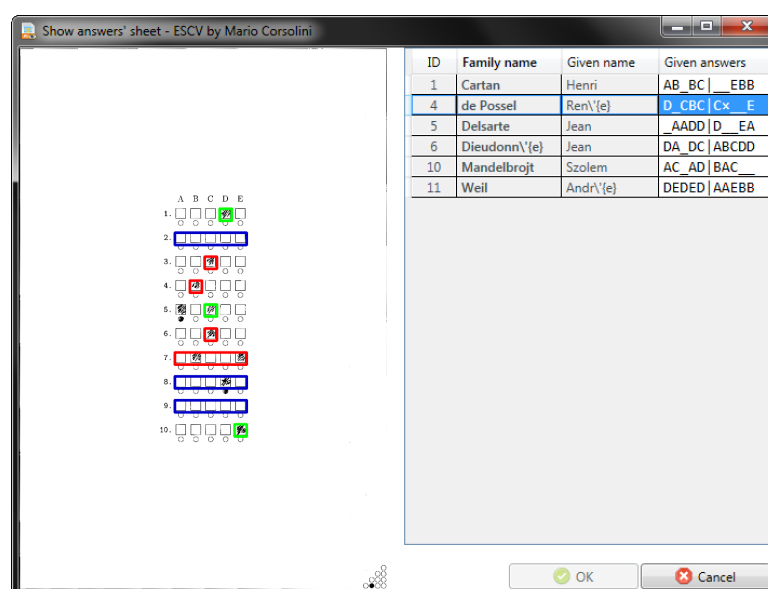 Show answers' sheet - ESCV by Mario Corsolini
A B C D E
1.
2.
3.
4.
5.
6.
7.
8.
9.
10.
ID Family name Given name Given answers
1 Cartan Henri AB_BC|__EBB
4 de Possel Ren\'{e} D_CBC|C×__E
5 Delsarte Jean _AADD|D__EA
6 Dieudonn\'{e} Jean DA_DC|ABCDD
10 Mandelbrojt Szolem AC_AD|BAC__
11 Weil Andr\'{e} DEDED|AAEBB
OK Cancel